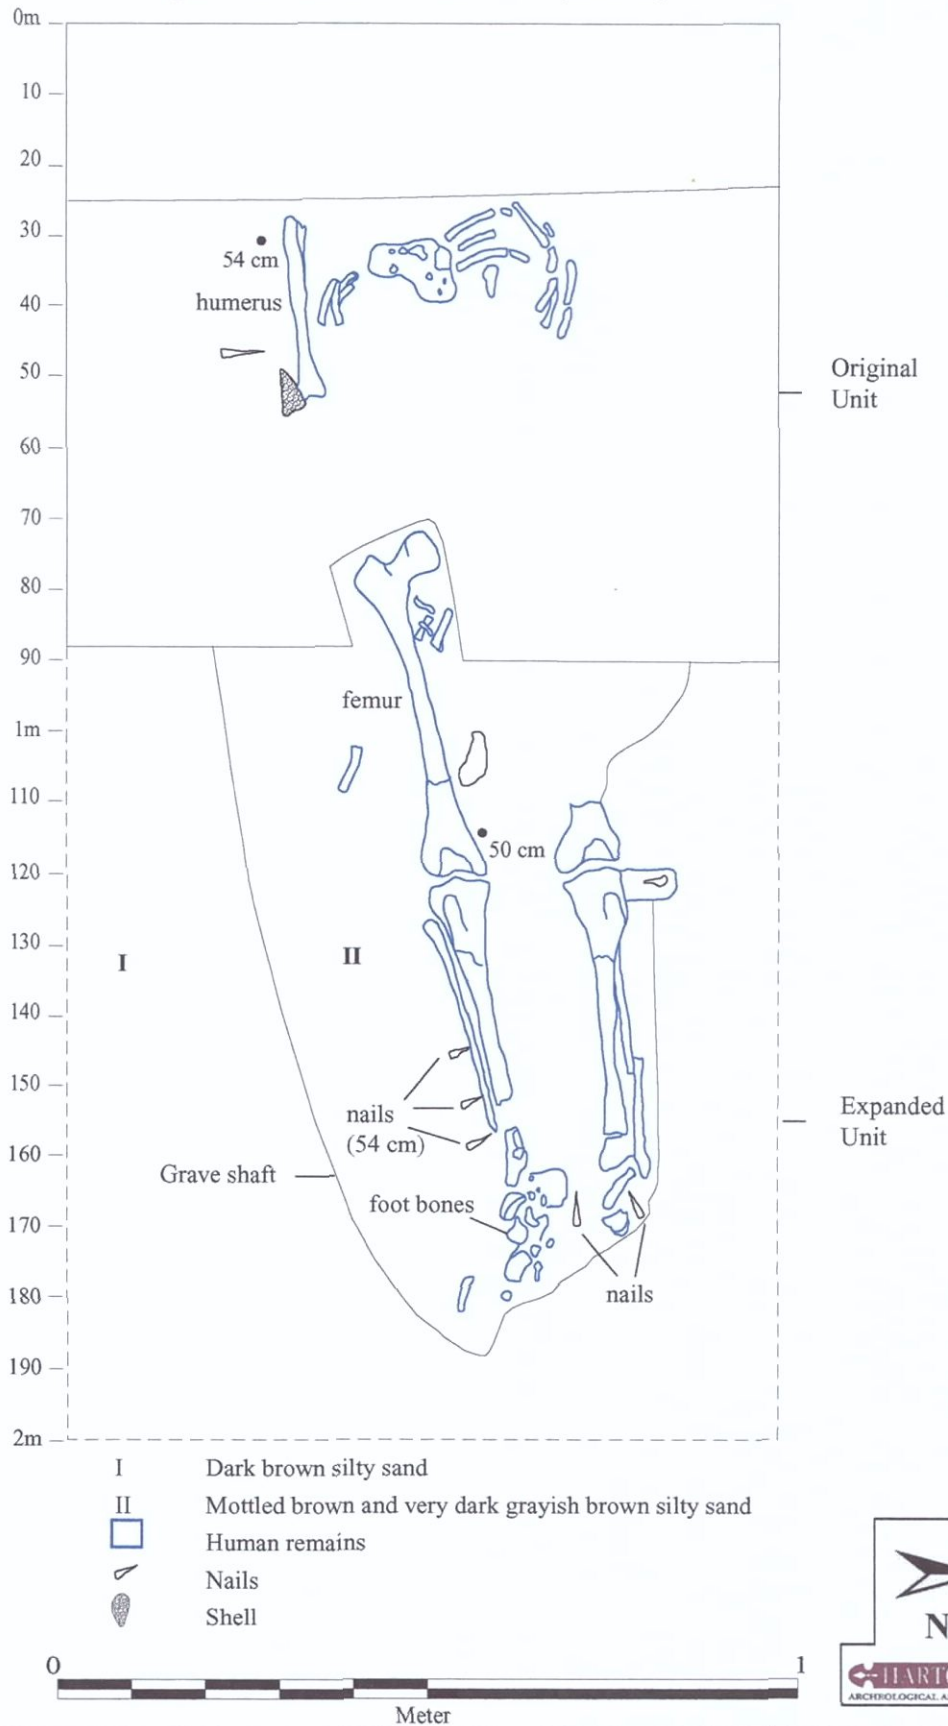 0m
10
20
30
54 cm
humerus
40
50
Original
Unit
60
70
80
90
femur
1m
110
50 cm
120
130
I
II
140
150
nails
(54 cm)
Expanded
Unit
160
Grave shaft
foot bones
170
180
nails
190
2m
I Dark brown silty sand
II Mottled brown and very dark grayish brown silty sand
Human remains
Nails
Shell
N
0 1
Meter
ARCHEOLOGICAL